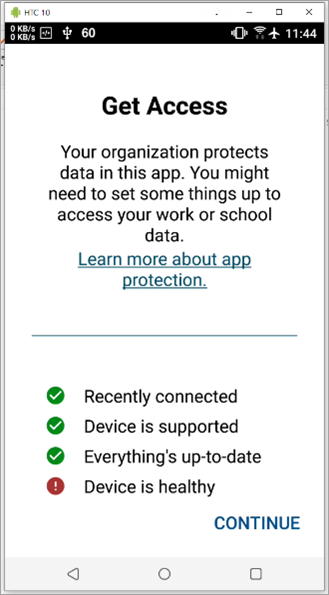 HTC 10
0 KB/s
0 KB/s
60
11:44
Get Access
Your organization protects
data in this app. You might
need to set some things up to
access your work or school
data.
Learn more about app
protection.
Recently connected
Device is supported
Everything's up-to-date
Device is healthy
CONTINUE